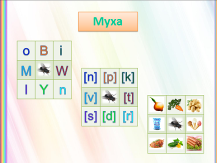 Муха
о В і
М W
І Y n
[n] [p] [k]
[v] [t]
[s] [d] [r]